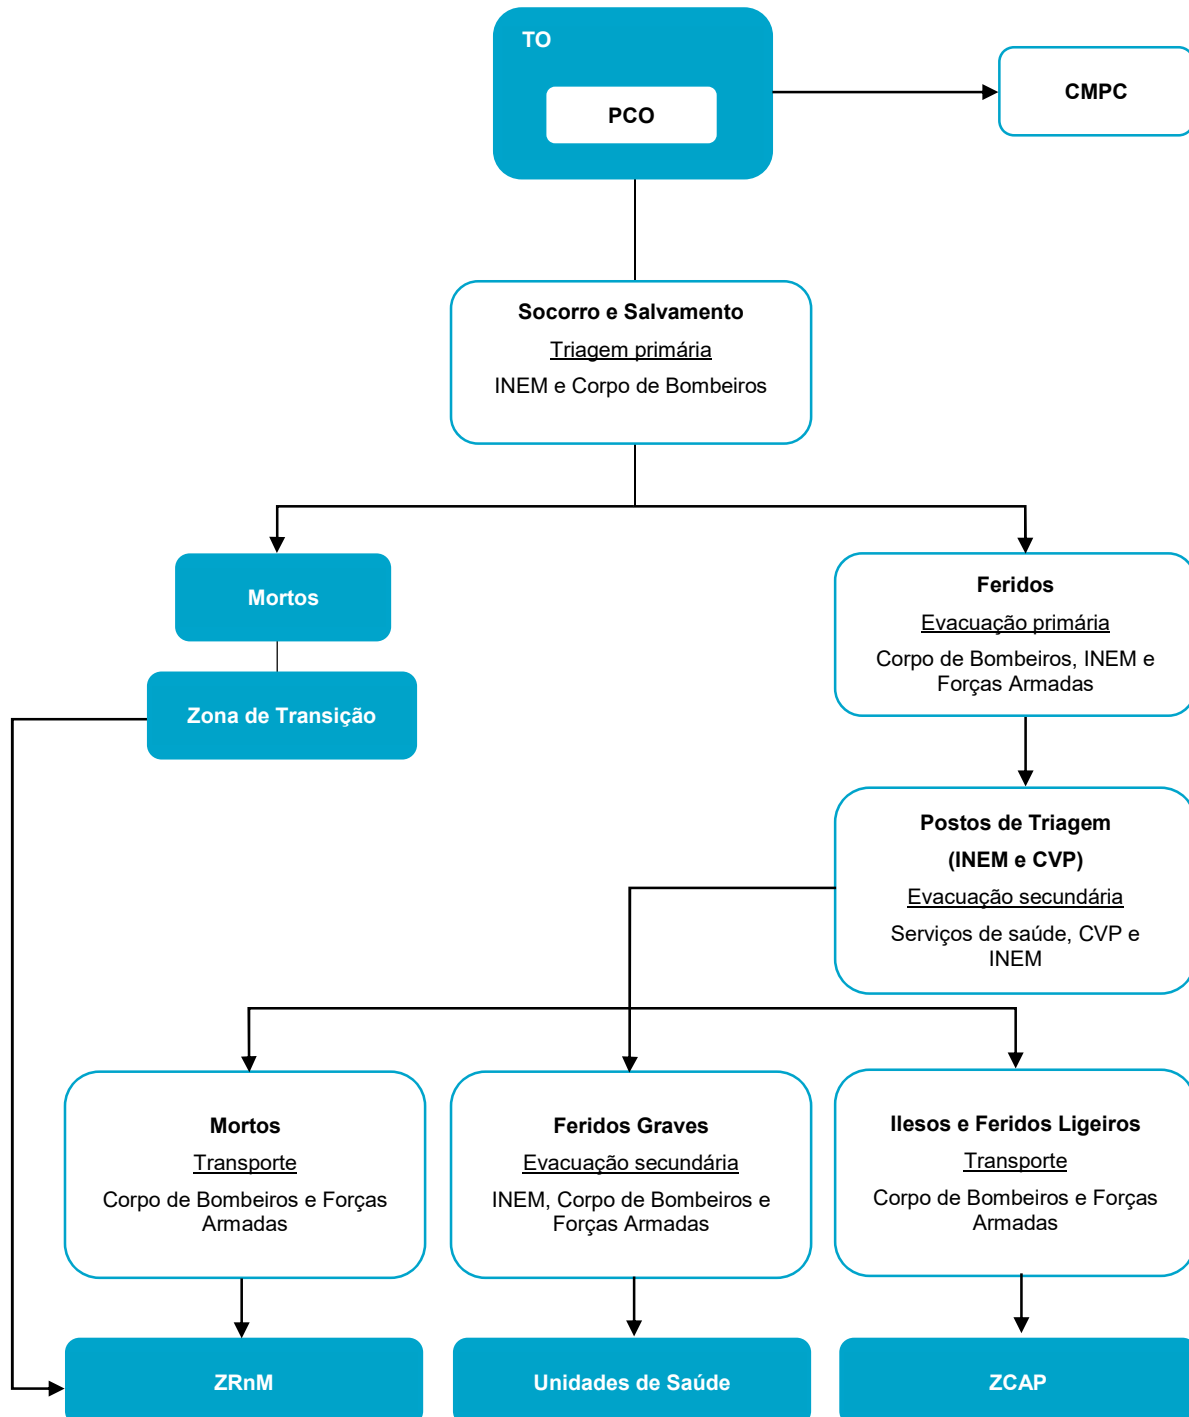 TO
PCO
CMPC
Socorro e Salvamento
Triagem primária
INEM e Corpo de Bombeiros
Mortos
Zona de Transição
Feridos
Evacuação primária
Corpo de Bombeiros, INEM e
Forças Armadas
Postos de Triagem
(INEM e CVP)
Evacuação secundária
Serviços de saúde, CVP e
INEM
Mortos
Transporte
Corpo de Bombeiros e Forças
Armadas
Feridos Graves
Evacuação secundária
INEM, Corpo de Bombeiros e
Forças Armadas
Ilesos e Feridos Ligeiros
Transporte
Corpo de Bombeiros e Forças
Armadas
ZRnM
Unidades de Saúde
ZCAP